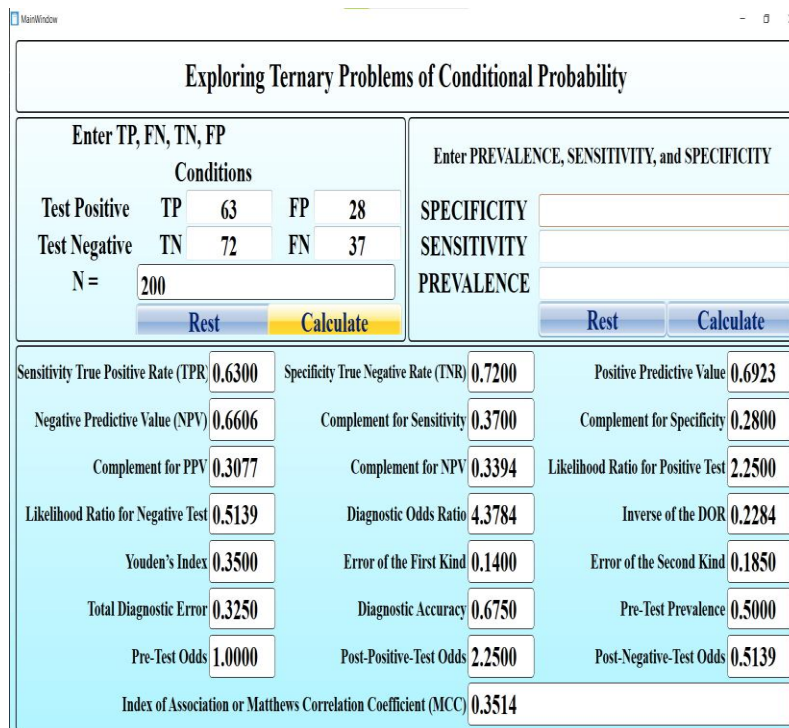 MainWindow
Exploring Ternary Problems of Conditional Probability
Enter TP, FN, TN, FP
Conditions
Test Positive TP 63 FP 28
Test Negative TN 72 FN 37
N = 200
Rest Calculate
Enter PREVALENCE, SENSITIVITY, and SPECIFICITY
SPECIFICITY
SENSITIVITY
PREVALENCE
Rest Calculate
Sensitivity True Positive Rate (TPR) 0.6300 Specificity True Negative Rate (TNR) 0.7200 Positive Predictive Value 0.6923
Negative Predictive Value (NPV) 0.6606 Complement for Sensitivity 0.3700 Complement for Specificity 0.2800
Complement for PPV 0.3077 Complement for NPV 0.3394 Likelihood Ratio for Positive Test 2.2500
Likelihood Ratio for Negative Test 0.5139 Diagnostic Odds Ratio 4.3784 Inverse of the DOR 0.2284
Youden's Index 0.3500 Error of the First Kind 0.1400 Error of the Second Kind 0.1850
Total Diagnostic Error 0.3250 Diagnostic Accuracy 0.6750 Pre-Test Prevalence 0.5000
Pre-Test Odds 1.0000 Post-Positive-Test Odds 2.2500 Post-Negative-Test Odds 0.5139
Index of Association or Matthews Correlation Coefficient (MCC) 0.3514